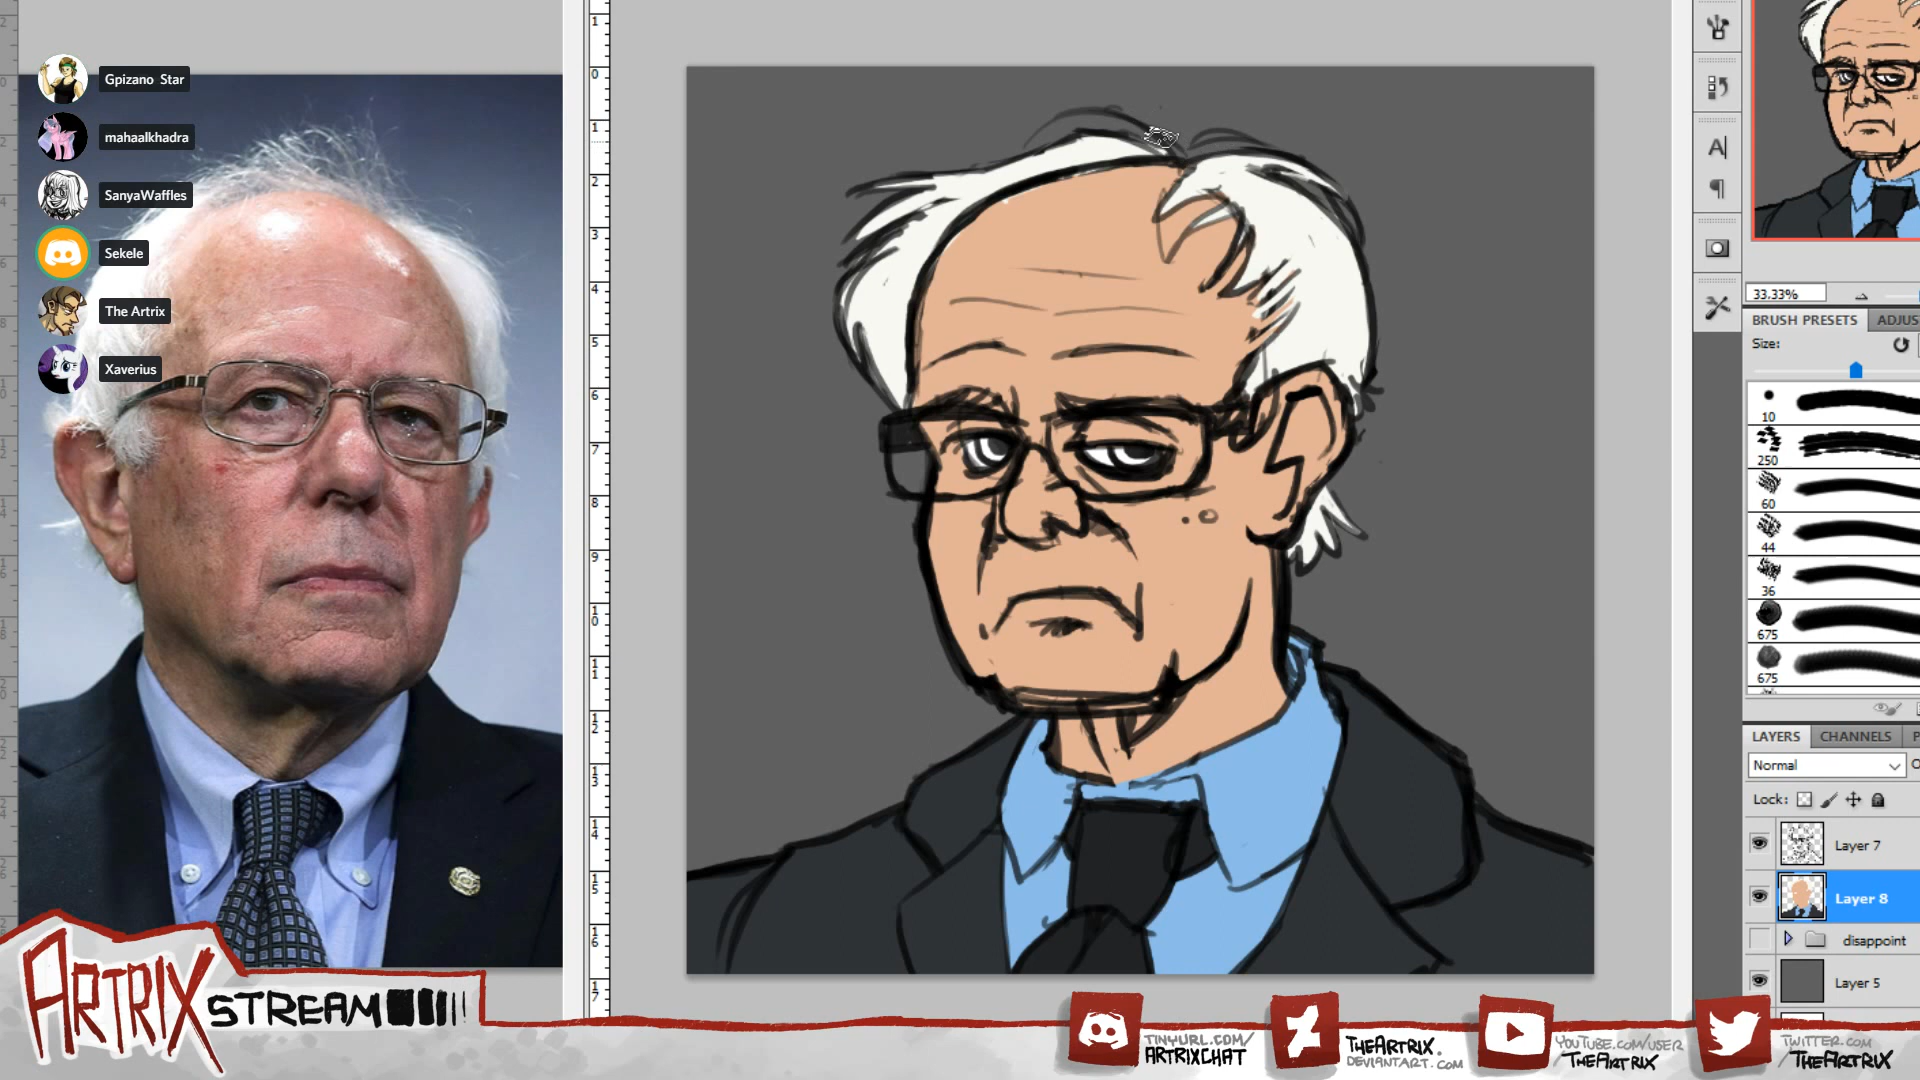 Gpizano Star
mahaalkhadra
SanyaWaffles
Sekele
The Artrix
Xaverius
33.33%
BRUSH PRESETS
ADJUS
Size:
10
250
60
44
36
675
675
LAYERS
CHANNELS
P
Normal
O
Lock:
Layer 7
Layer 8
disappoint
Layer 5
ARTRIX
STREAM
TINYURL.COM/
ARTRIXCHAT
THEARTRIX.
DEVIANTART.COM
YOUTUBE.COM/USER
THEARTRIX
TWITTER.COM
/THEARTRIX